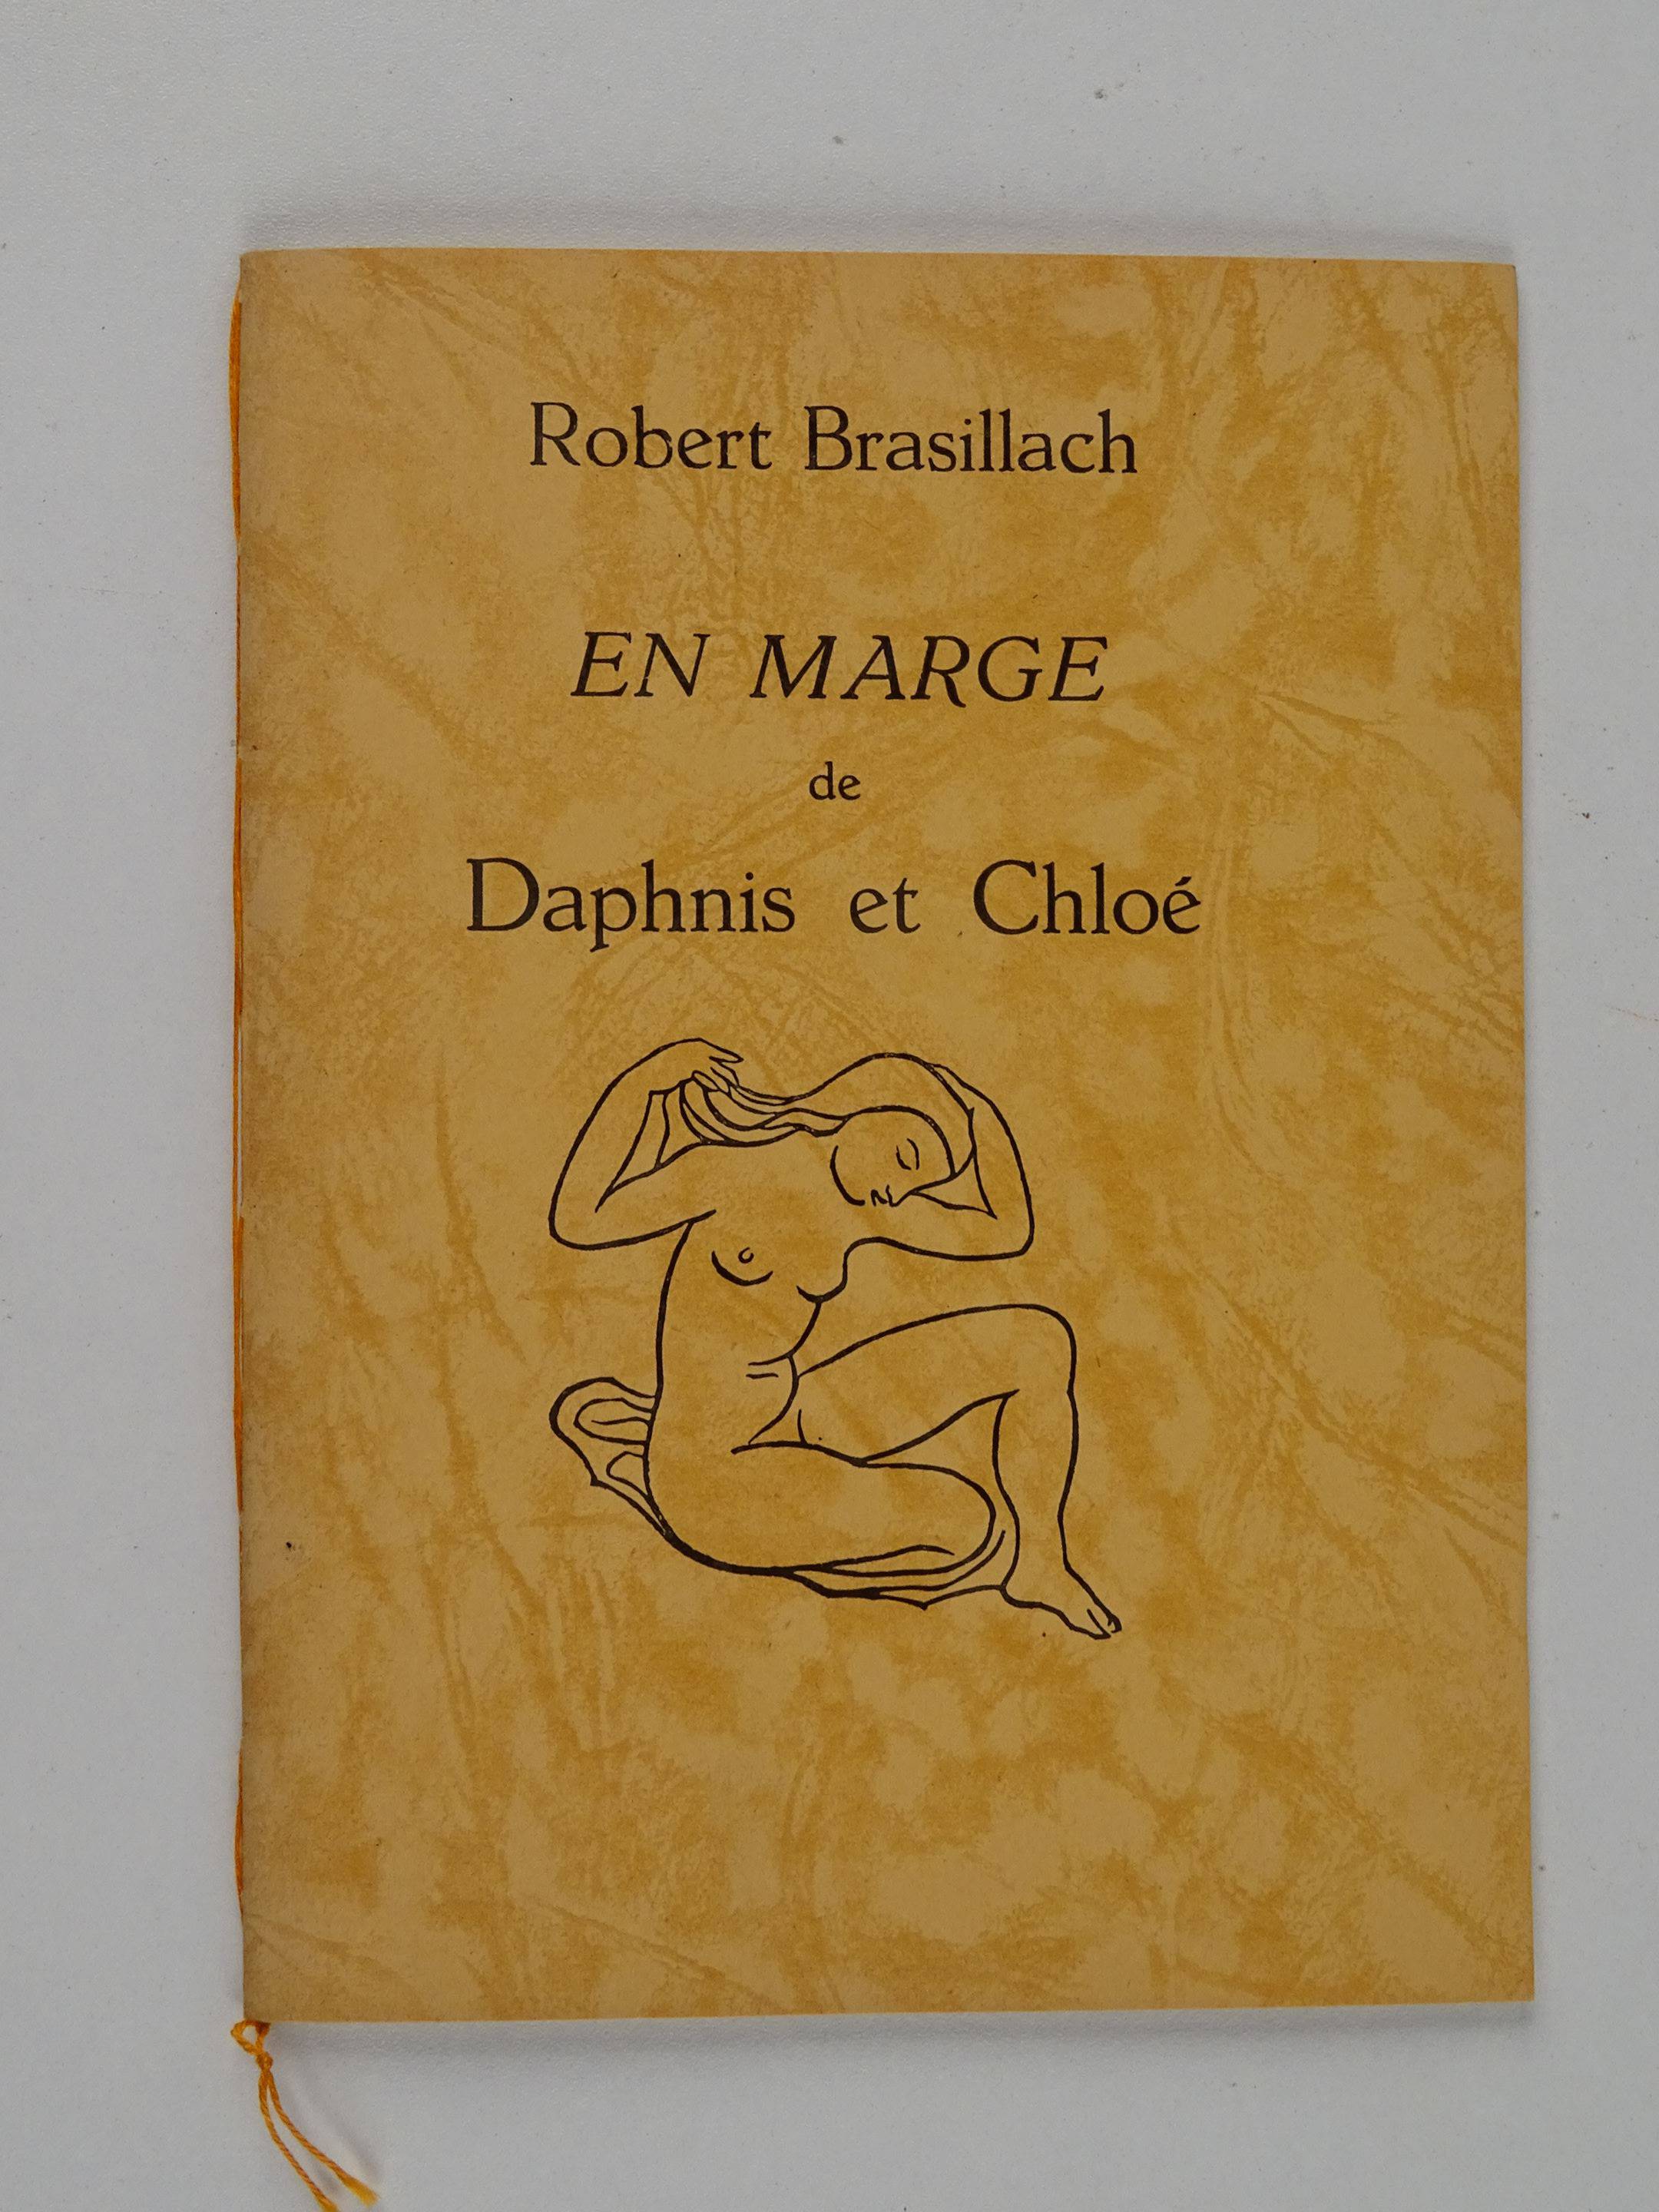 Robert Brasillach
EN MARGE
de
Daphnis et Chloé